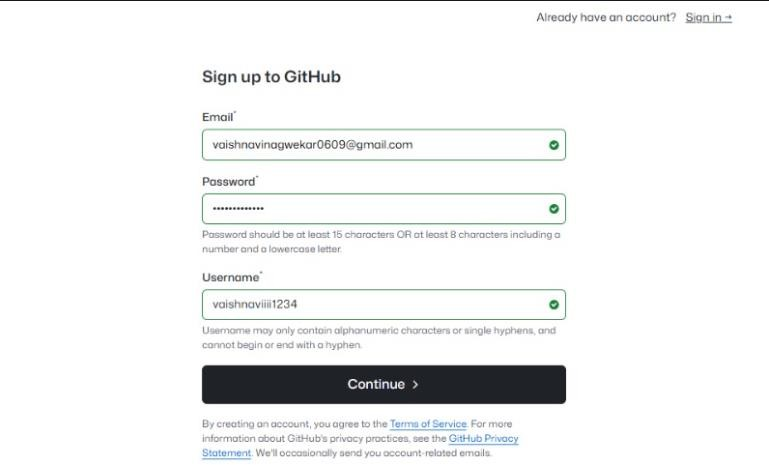 Already have an account? Sign in →
Sign up to GitHub
Email*
vaishnavinagwekar0609@gmail.com
Password*
•••••••••••••
Password should be at least 15 characters OR at least 8 characters including a
number and a lowercase letter.
Username*
vaishnaviiii1234
Username may only contain alphanumeric characters or single hyphens, and
cannot begin or end with a hyphen.
Continue >
By creating an account, you agree to the Terms of Service. For more
information about GitHub's privacy practices, see the GitHub Privacy
Statement. We'll occasionally send you account-related emails.